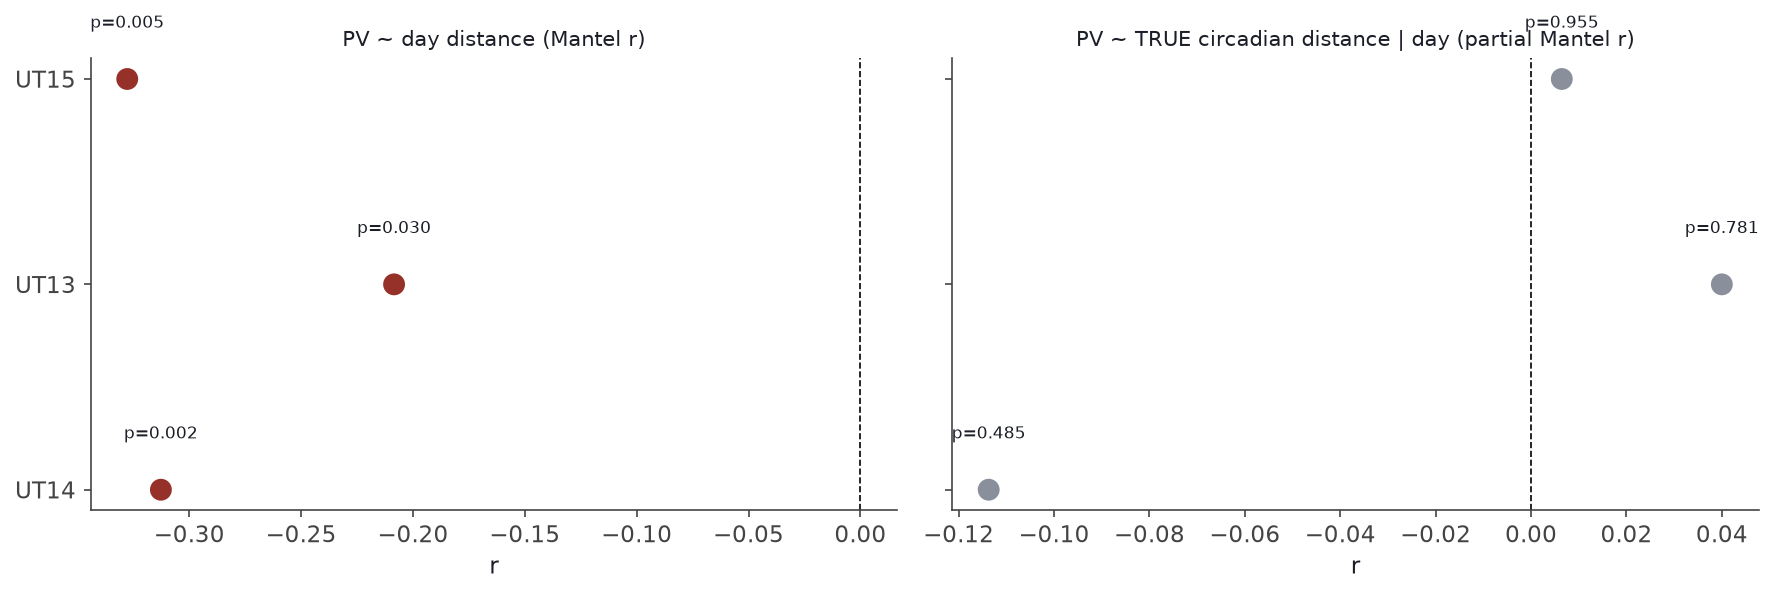 p=0.005
PV ~ day distance (Mantel r)
UT15
p=0.030
UT13
p=0.002
UT14
−0.30 −0.25 −0.20 −0.15 −0.10 −0.05 0.00
r
p=0.955
PV ~ TRUE circadian distance | day (partial Mantel r)
p=0.781
p=0.485
−0.12 −0.10 −0.08 −0.06 −0.04 −0.02 0.00 0.02 0.04
r